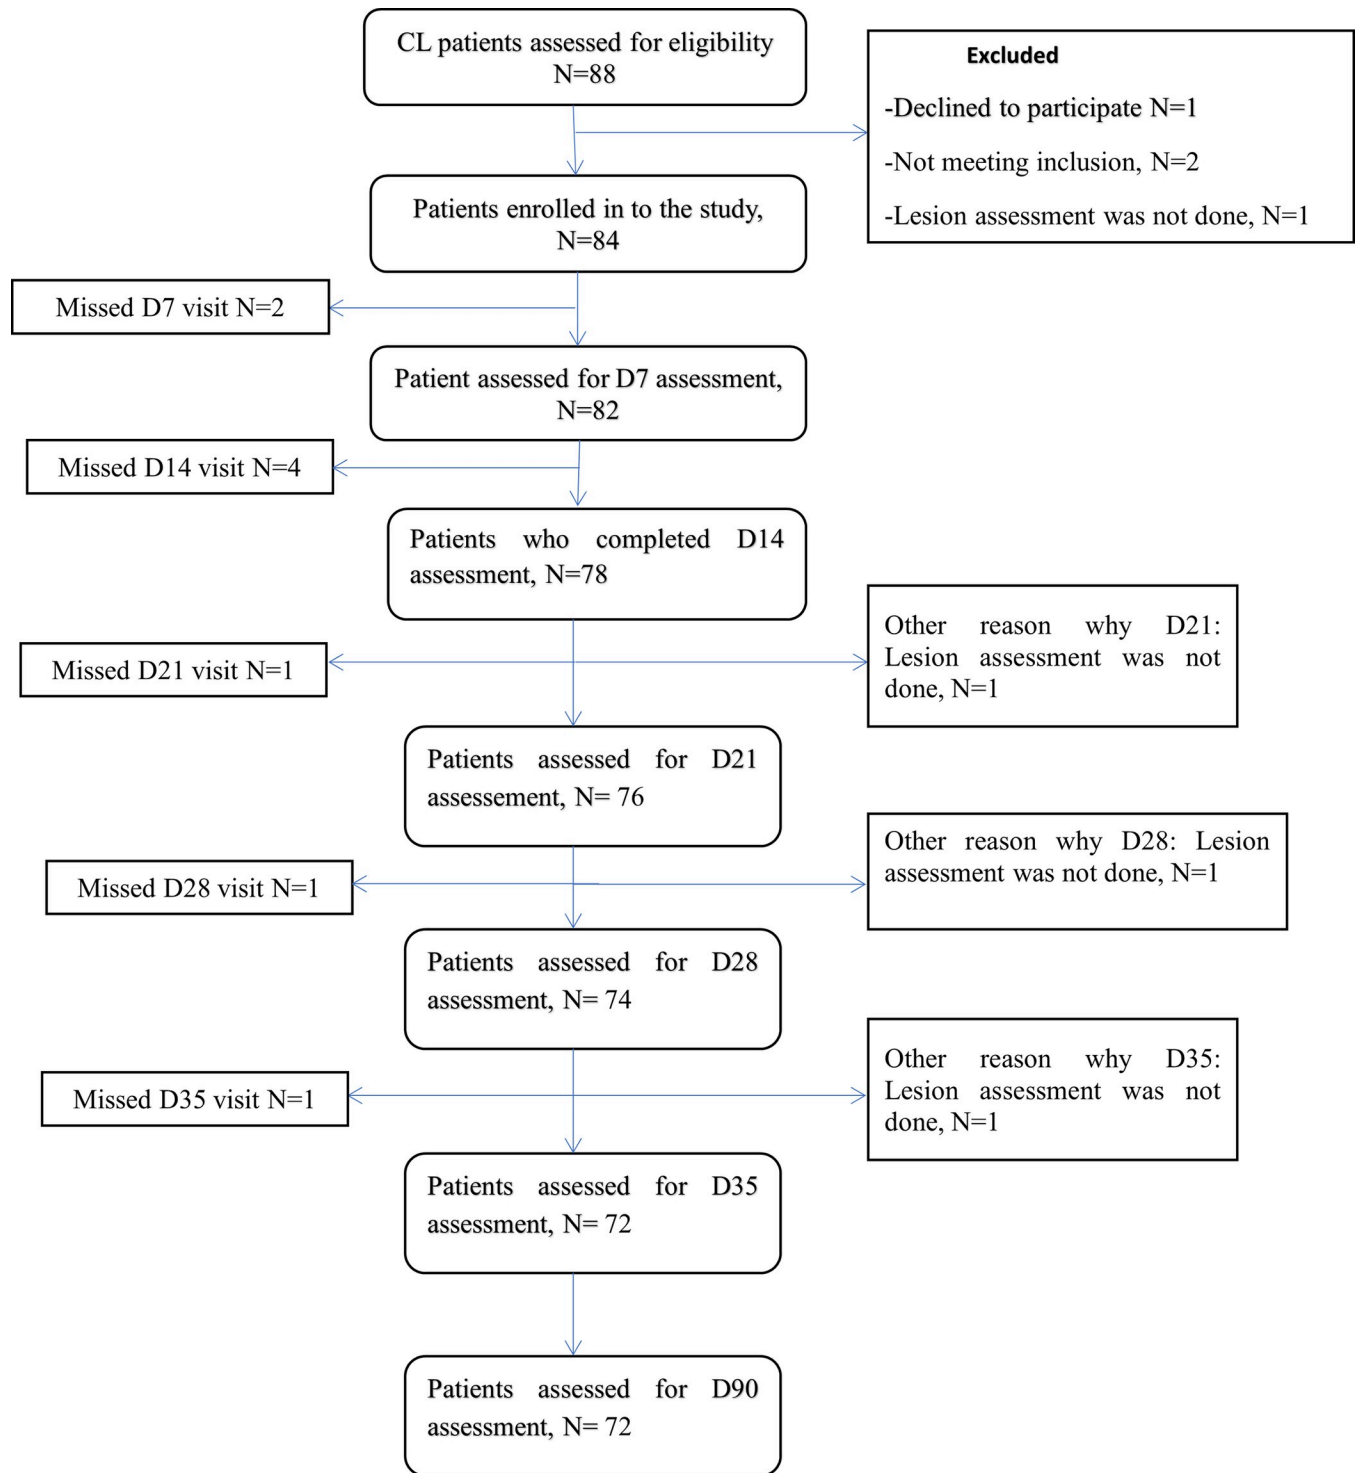 CL patients assessed for eligibility
N=88
Excluded
-Declined to participate N=1
-Not meeting inclusion, N=2
-Lesion assessment was not done, N=1
Patients enrolled in to the study,
N=84
Missed D7 visit N=2
Patient assessed for D7 assessment,
N=82
Missed D14 visit N=4
Patients who completed D14
assessment, N=78
Missed D21 visit N=1
Other reason why D21:
Lesion assessment was not
done, N=1
Patients assessed for D21
assessement, N= 76
Missed D28 visit N=1
Other reason why D28: Lesion
assessment was not done, N=1
Patients assessed for D28
assessment, N= 74
Missed D35 visit N=1
Other reason why D35:
Lesion assessment was not
done, N=1
Patients assessed for D35
assessment, N= 72
Patients assessed for D90
assessment, N= 72